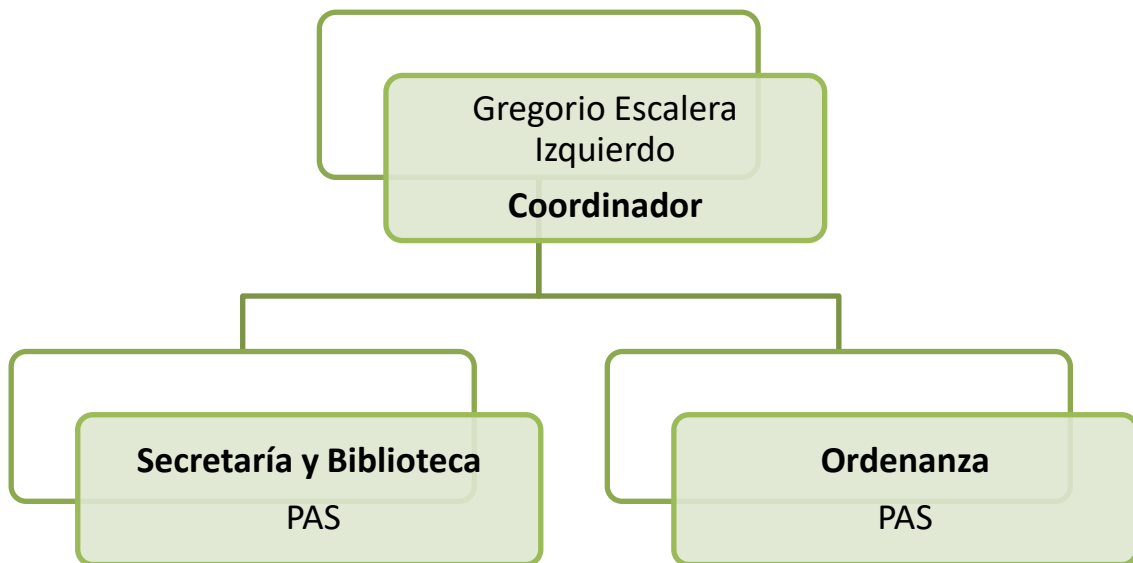 Gregorio Escalera
Izquierdo
Coordinador
Secretaría y Biblioteca
PAS
Ordenanza
PAS